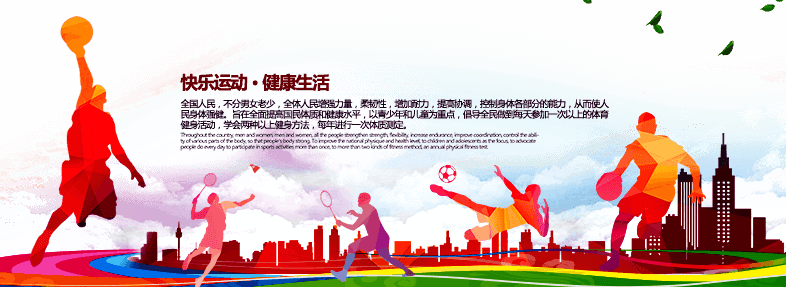 快乐运动·健康生活
全国人民，不分男女老少，全体人民增强力量，柔韧性，增加耐力，提高协调，控制身体各部分的能力，从而使人
民身体强健。旨在全面提高国民体质和健康水平，以青少年和儿童为重点，倡导全民做到每天参加一次以上的体育
健身活动，学会两种以上健身方法，每年进行一次体质测定。
Throughout the country, men and women men and women, all the people strengthen strength, flexibility, increase endurance, improve coordination, control the abili-
ty of various parts of the body, so that people's body strong. To improve the national physique and health level, to children and adolescents as the focus, to advocate
people do every day to participate in sports activities more than once, to more than two kinds of fitness method, an annual physical fitness test.